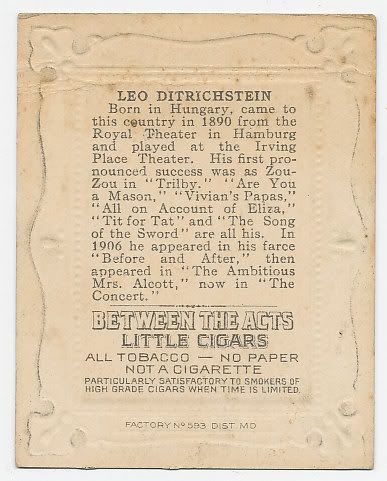 LEO DITRICHSTEIN
Born in Hungary, came to
this country in 1890 from the
Royal Theater in Hamburg
and played at the Irving
Place Theater. His first pro-
nounced success was as Zou-
Zou in "Trilby." "Are You
a Mason," "Vivian's Papas,"
"All on Account of Eliza,"
"Tit for Tat" and "The Song
of the Sword" are all his. In
1906 he appeared in his farce
"Before and After," then
appeared in "The Ambitious
Mrs. Alcott," now in "The
Concert."
BETWEEN THE ACTS
LITTLE CIGARS
ALL TOBACCO — NO PAPER
NOT A CIGARETTE
PARTICULARLY SATISFACTORY TO SMOKERS OF
HIGH GRADE CIGARS WHEN TIME IS LIMITED.
FACTORY Nº 593 DIST. MD